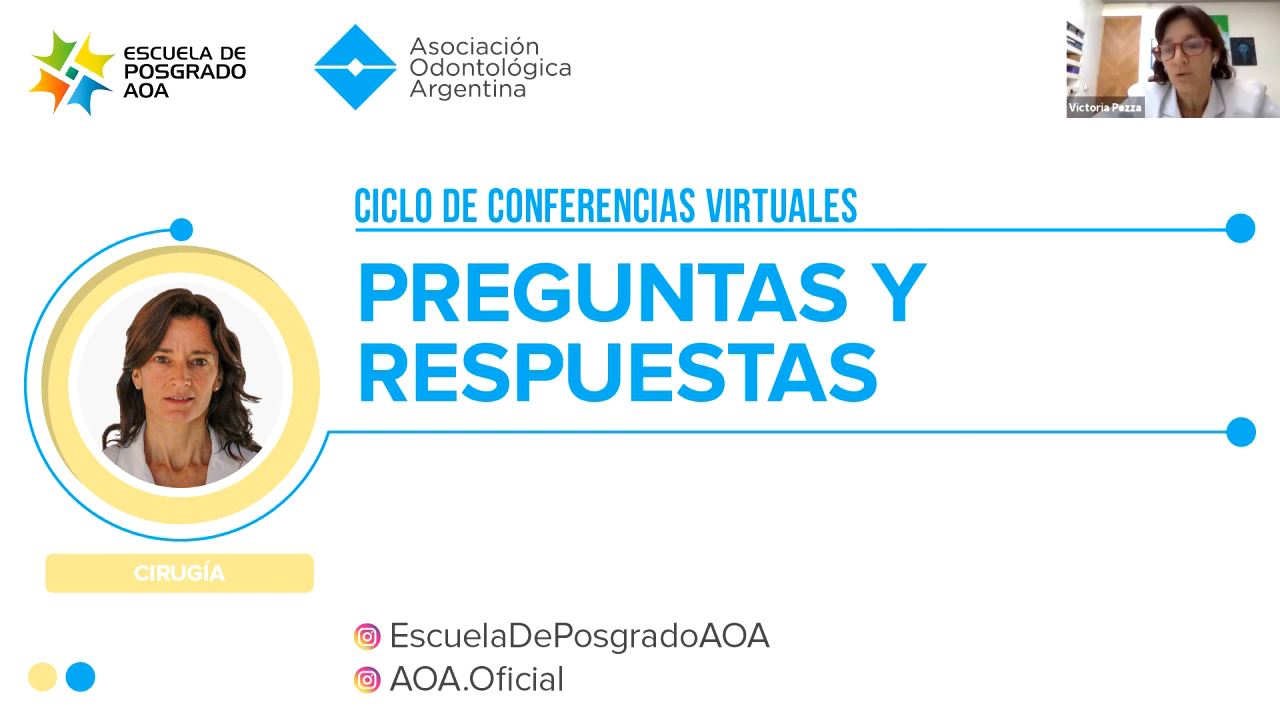 ESCUELA DE
POSGRADO
AOA
Asociación
Odontológica
Argentina
Victoria Pezza
CICLO DE CONFERENCIAS VIRTUALES
PREGUNTAS Y
RESPUESTAS
CIRUGÍA
EscuelaDePosgradoAOA
AOA.Oficial